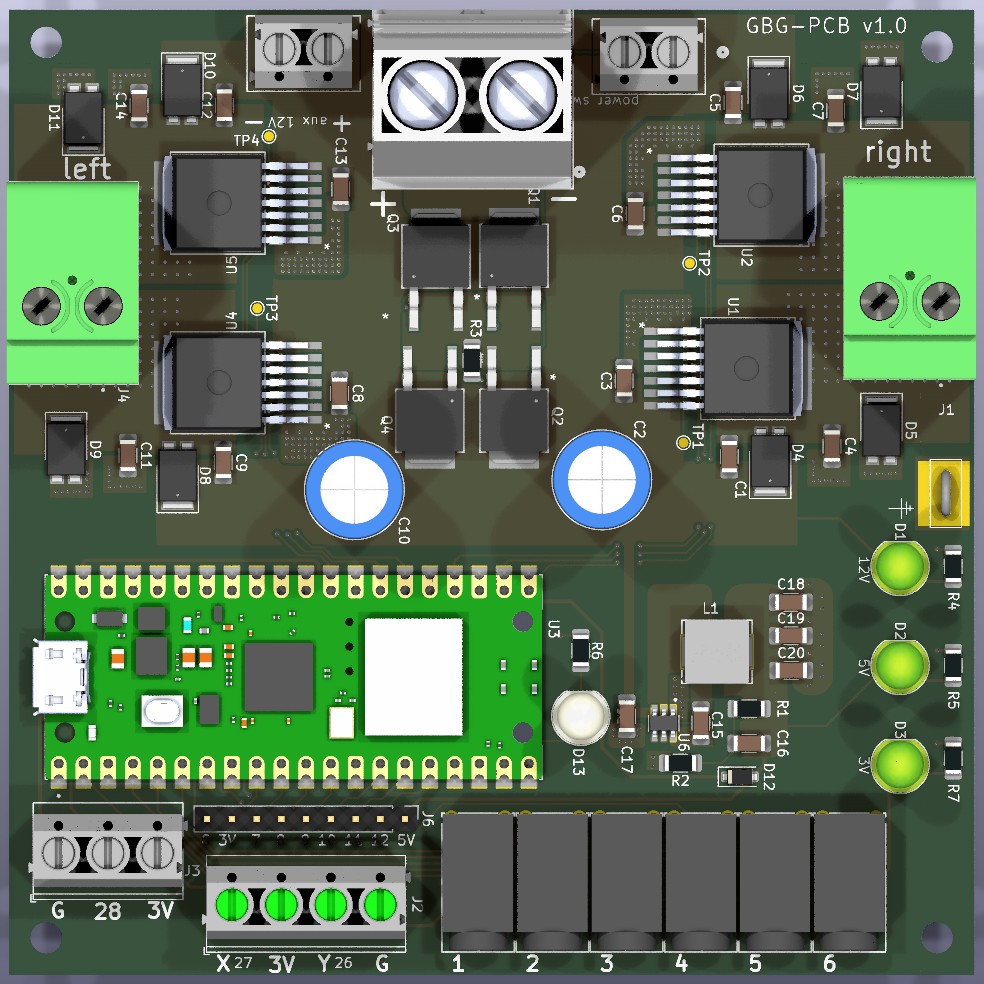 GBG-PCB v1.0
D10
D11
C14
C12
TP4
− aux 12V +
C13
power sw
C5
D6
C7
D7
left
right
U5
Q3
+
−
Q1
C6
TP2
U2
TP3
U4
R3
U1
J4
C8
Q4
Q2
C3
J1
D9
C11
D8
C9
C10
C2
TP1
C1
D4
C4
D5
D1
12V
R4
U3
R6
L1
C18
C19
C20
D2
5V
R5
D13
C17
U6
C15
R1
C16
R2
D12
D3
3V
R7
J6
3V
5V
J3
G 28 3V
J2
X 27 3V Y 26 G
1 2 3 4 5 6